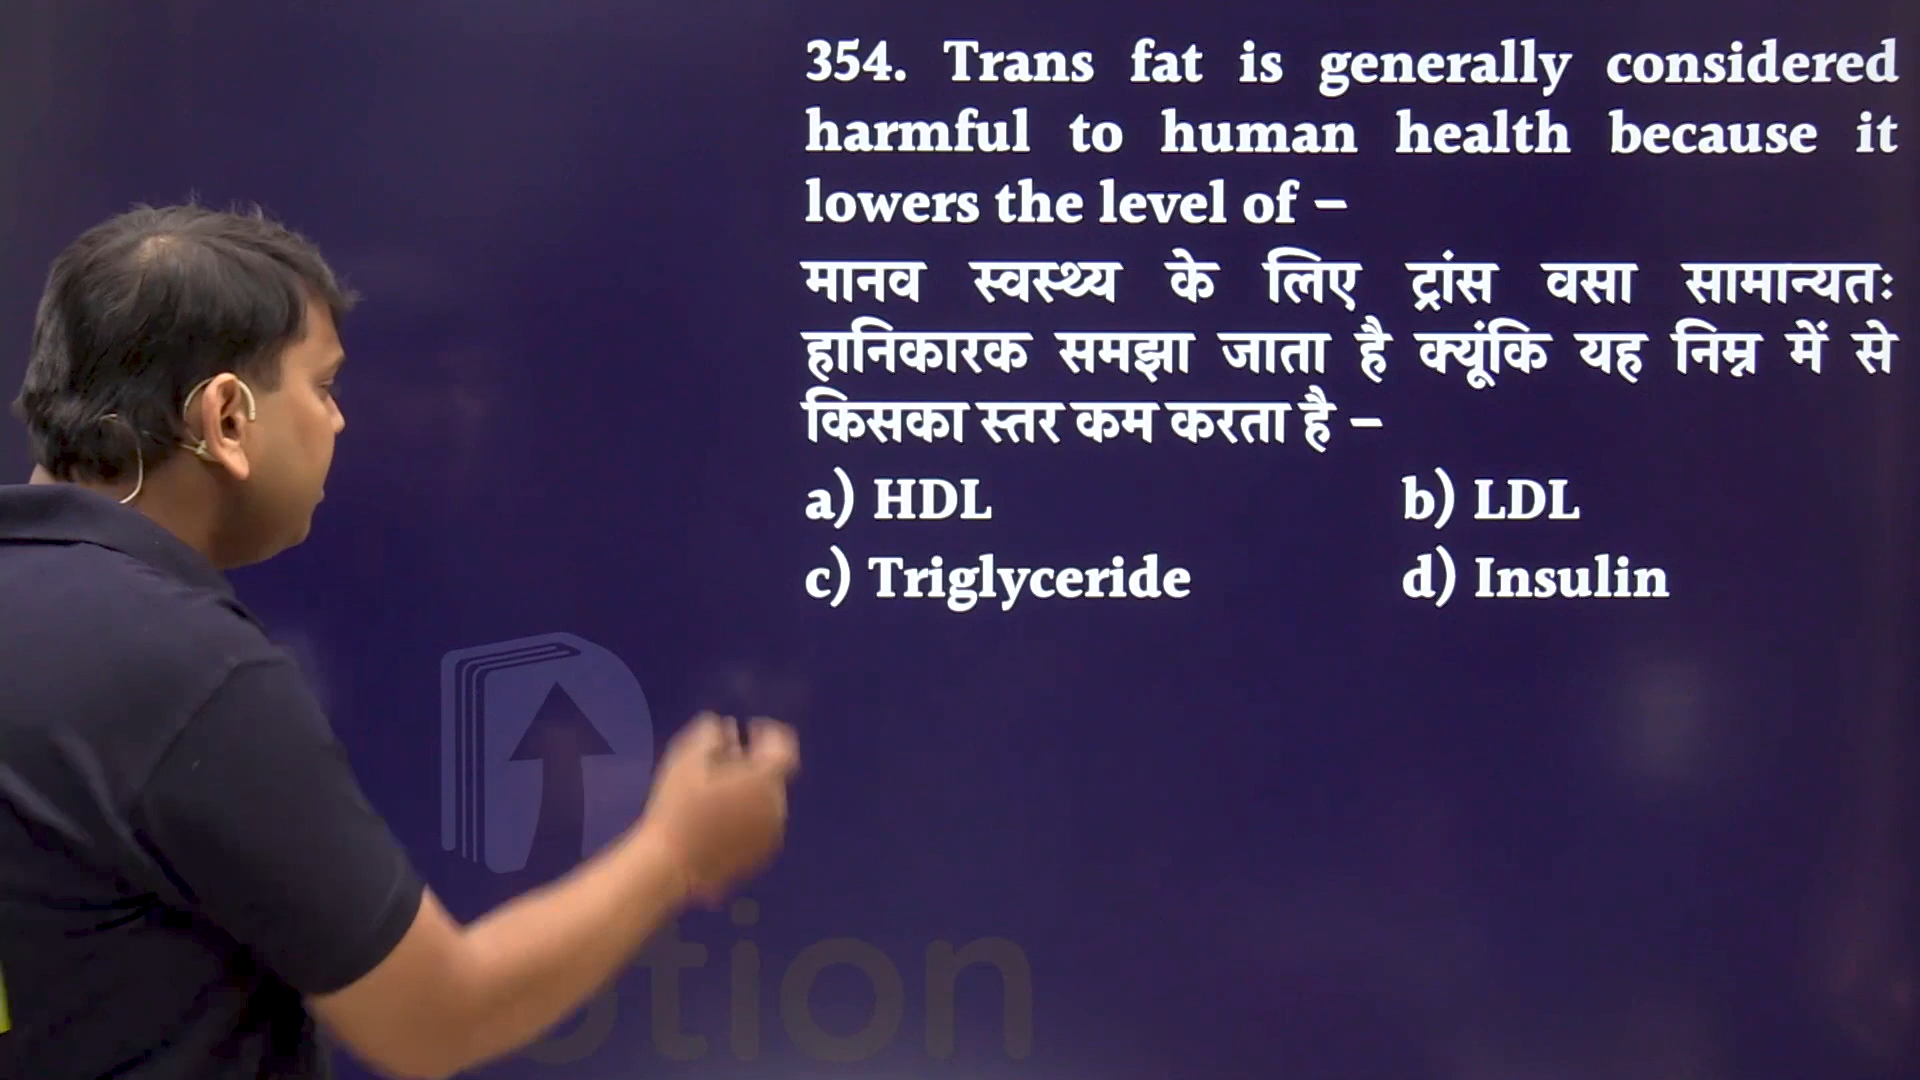 354. Trans fat is generally considered
harmful to human health because it
lowers the level of –
मानव स्वस्थ्य के लिए ट्रांस वसा सामान्यतः
हानिकारक समझा जाता है क्यूंकि यह निम्न में से
किसका स्तर कम करता है –
a) HDL b) LDL
c) Triglyceride d) Insulin